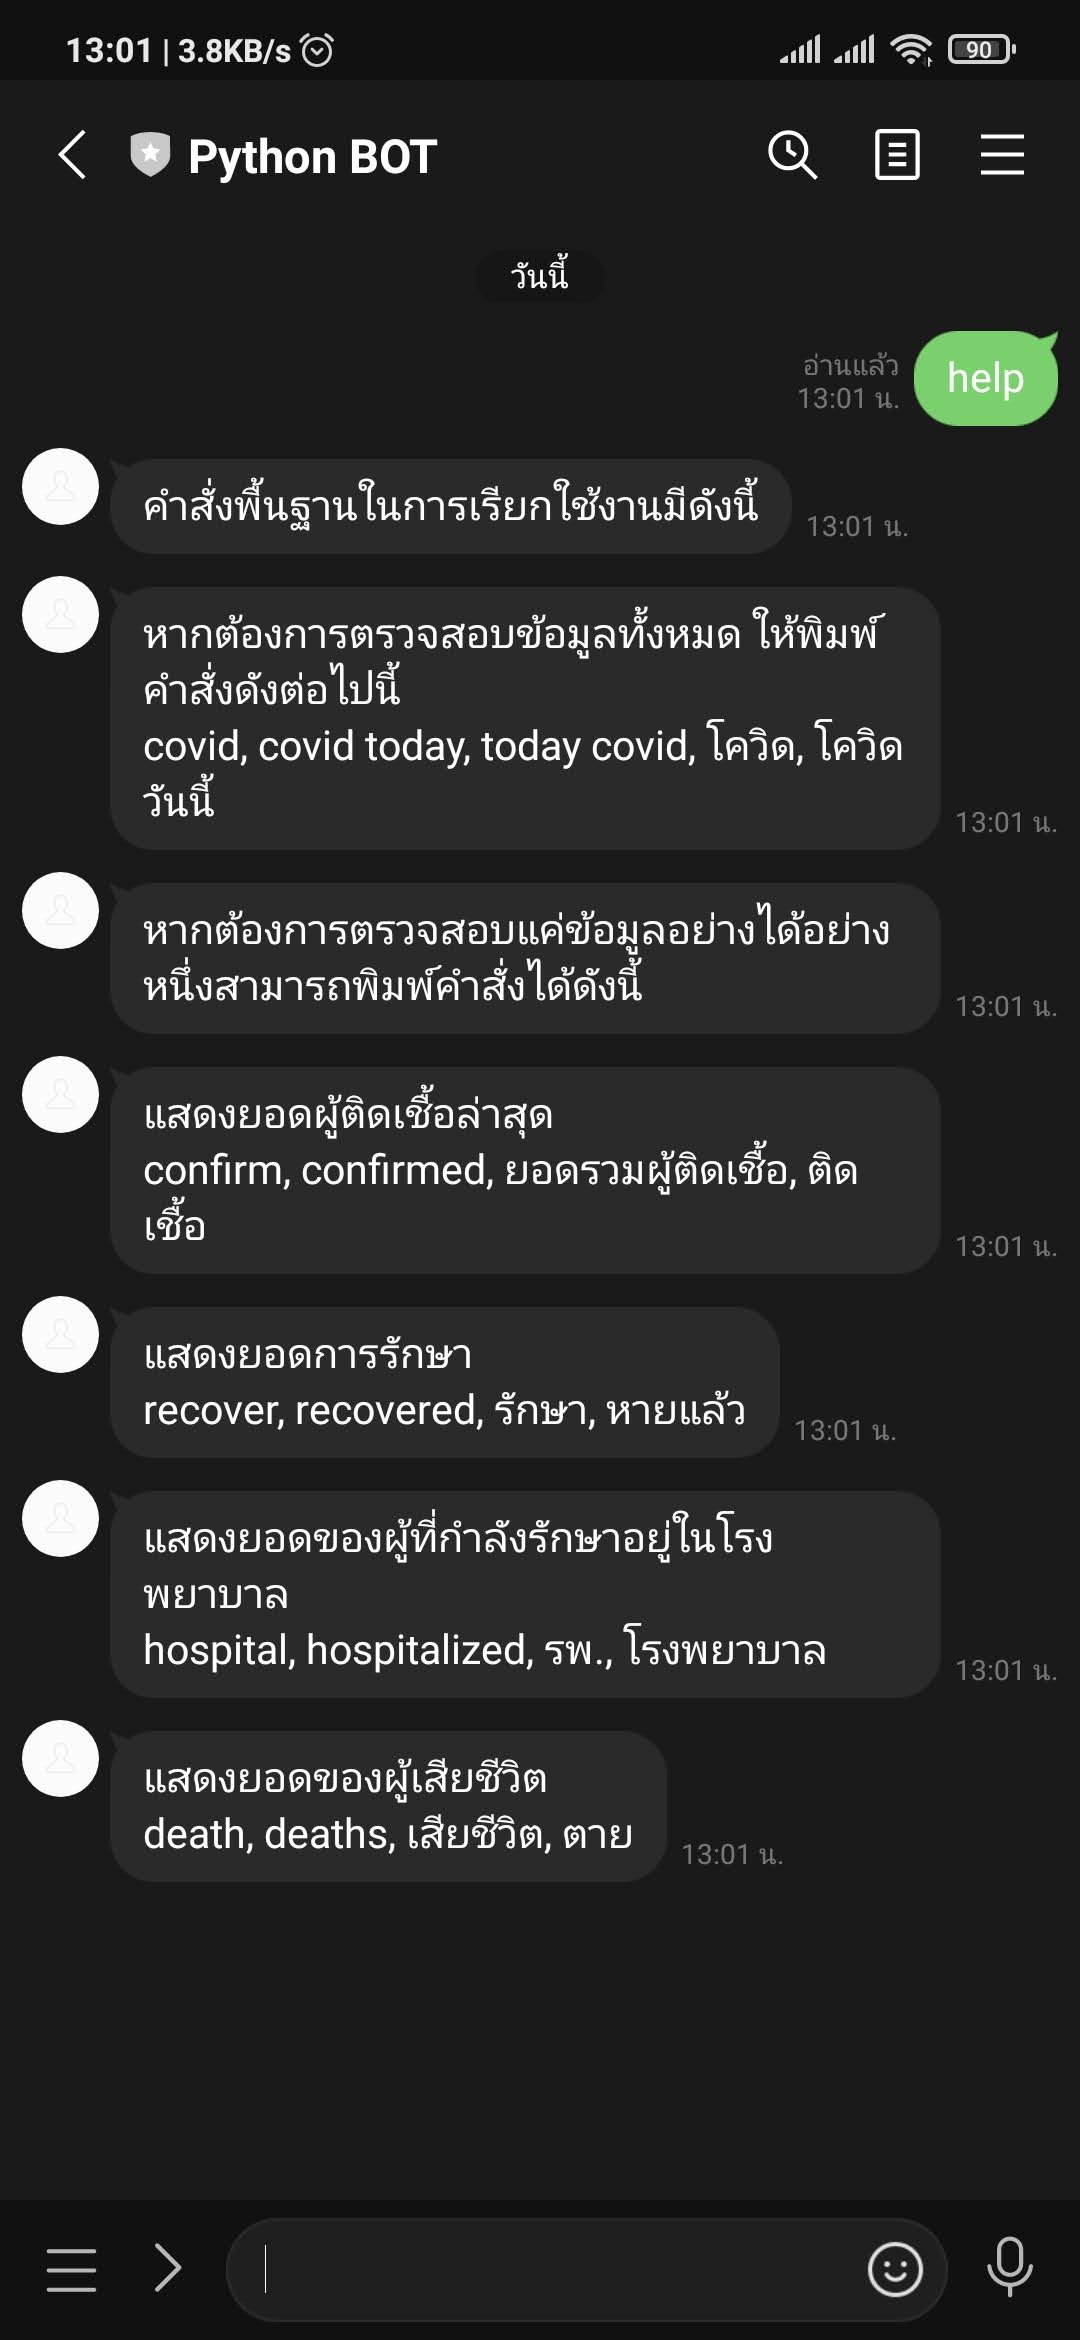 13:01 | 3.8KB/s
90
Python BOT
วันนี้
help
อ่านแล้ว
13:01 น.
คำสั่งพื้นฐานในการเรียกใช้งานมีดังนี้
13:01 น.
หากต้องการตรวจสอบข้อมูลทั้งหมด ให้พิมพ์
คำสั่งดังต่อไปนี้
covid, covid today, today covid, โควิด, โควิด
วันนี้
13:01 น.
หากต้องการตรวจสอบแค่ข้อมูลอย่างได้อย่าง
หนึ่งสามารถพิมพ์คำสั่งได้ดังนี้
13:01 น.
แสดงยอดผู้ติดเชื้อล่าสุด
confirm, confirmed, ยอดรวมผู้ติดเชื้อ, ติด
เชื้อ
13:01 น.
แสดงยอดการรักษา
recover, recovered, รักษา, หายแล้ว
13:01 น.
แสดงยอดของผู้ที่กำลังรักษาอยู่ในโรง
พยาบาล
hospital, hospitalized, รพ., โรงพยาบาล
13:01 น.
แสดงยอดของผู้เสียชีวิต
death, deaths, เสียชีวิต, ตาย
13:01 น.